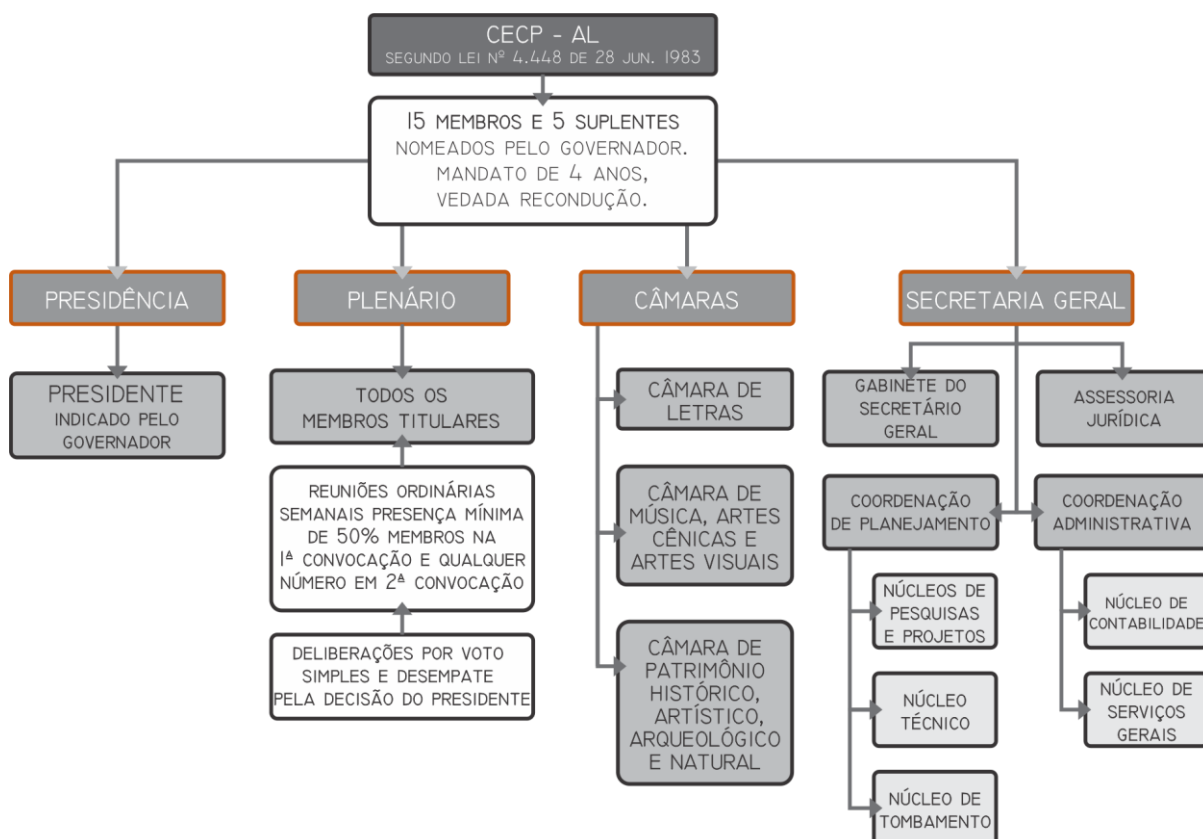 CECP - AL
SEGUNDO LEI Nº 4.448 DE 28 JUN. 1983
15 MEMBROS E 5 SUPLENTES
NOMEADOS PELO GOVERNADOR.
MANDATO DE 4 ANOS,
VEDADA RECONDUÇÃO.
PRESIDÊNCIA
PRESIDENTE
INDICADO PELO
GOVERNADOR
PLENÁRIO
TODOS OS
MEMBROS TITULARES
REUNIÕES ORDINÁRIAS
SEMANAIS PRESENÇA MÍNIMA
DE 50% MEMBROS NA
1ª CONVOCAÇÃO E QUALQUER
NÚMERO EM 2ª CONVOCAÇÃO
DELIBERAÇÕES POR VOTO
SIMPLES E DESEMPATE
PELA DECISÃO DO PRESIDENTE
CÂMARAS
CÂMARA DE
LETRAS
CÂMARA DE
MÚSICA, ARTES
CÊNICAS E
ARTES VISUAIS
CÂMARA DE
PATRIMÔNIO
HISTÓRICO,
ARTÍSTICO,
ARQUEOLÓGICO
E NATURAL
SECRETARIA GERAL
GABINETE DO
SECRETÁRIO
GERAL
ASSESSORIA
JURÍDICA
COORDENAÇÃO
DE PLANEJAMENTO
NÚCLEOS DE
PESQUISAS
E PROJETOS
NÚCLEO
TÉCNICO
NÚCLEO DE
TOMBAMENTO
COORDENAÇÃO
ADMINISTRATIVA
NÚCLEO DE
CONTABILIDADE
NÚCLEO DE
SERVIÇOS
GERAIS